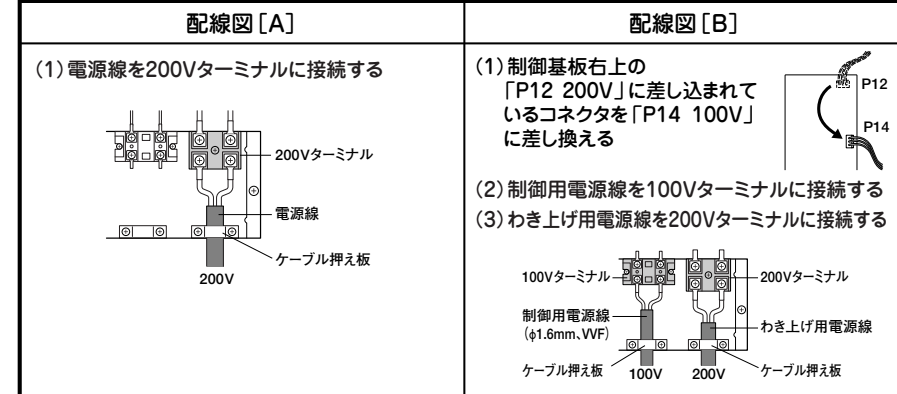 配線図[A]
(1)電源線を200Vターミナルに接続する
200Vターミナル
電源線
ケーブル押え板
200V
配線図[B]
(1)制御基板右上の
「P12 200V」に差し込まれて
いるコネクタを「P14 100V」
に差し換える
P12
P14
(2)制御用電源線を100Vターミナルに接続する
(3)わき上げ用電源線を200Vターミナルに接続する
100Vターミナル
200Vターミナル
制御用電源線
(φ1.6mm、VVF)
わき上げ用電源線
ケーブル押え板
100V
200V
ケーブル押え板